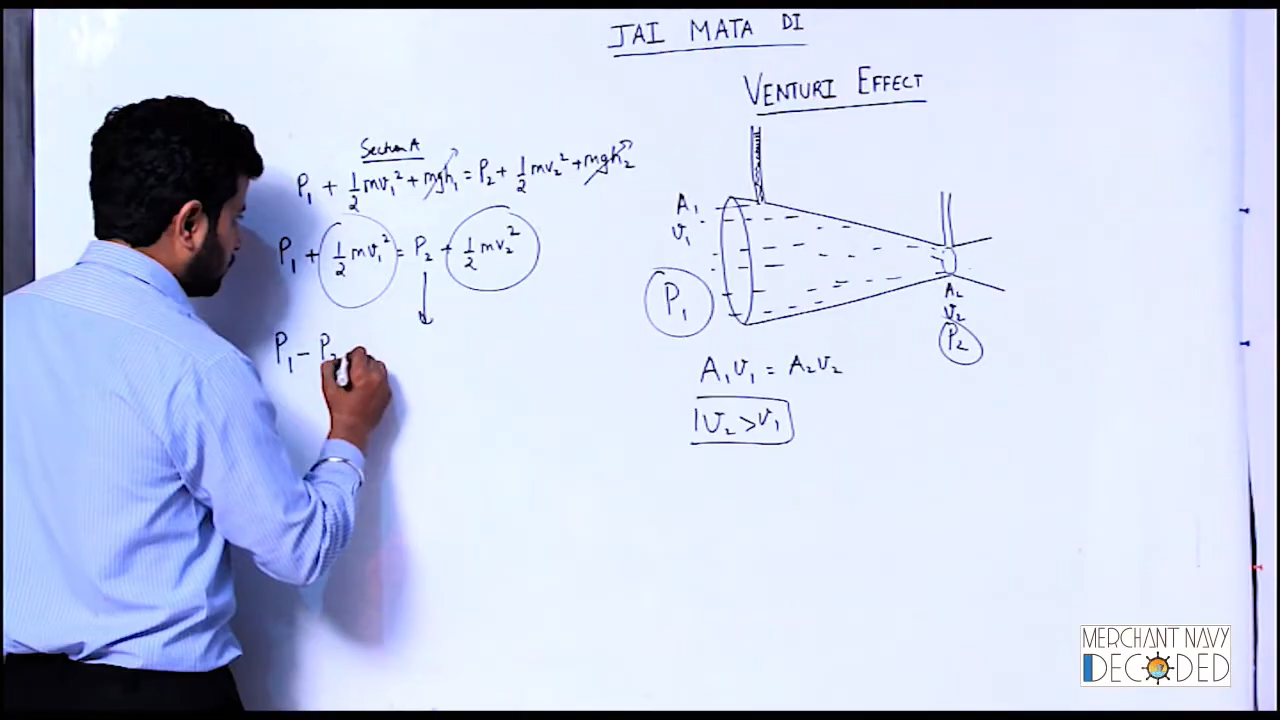 JAI MATA DI
VENTURI EFFECT
Section A
P₁ + 1/2 mv₁² + mgh₁ = P₂ + 1/2 mv₂² + mgh₂
P₁ + 1/2 mv₁² = P₂ + 1/2 mv₂²
P₁ – P₂
A₁
v₁
P₁
A₂
v₂
P₂
A₁v₁ = A₂v₂
v₂ > v₁
MERCHANT NAVY
DECODED